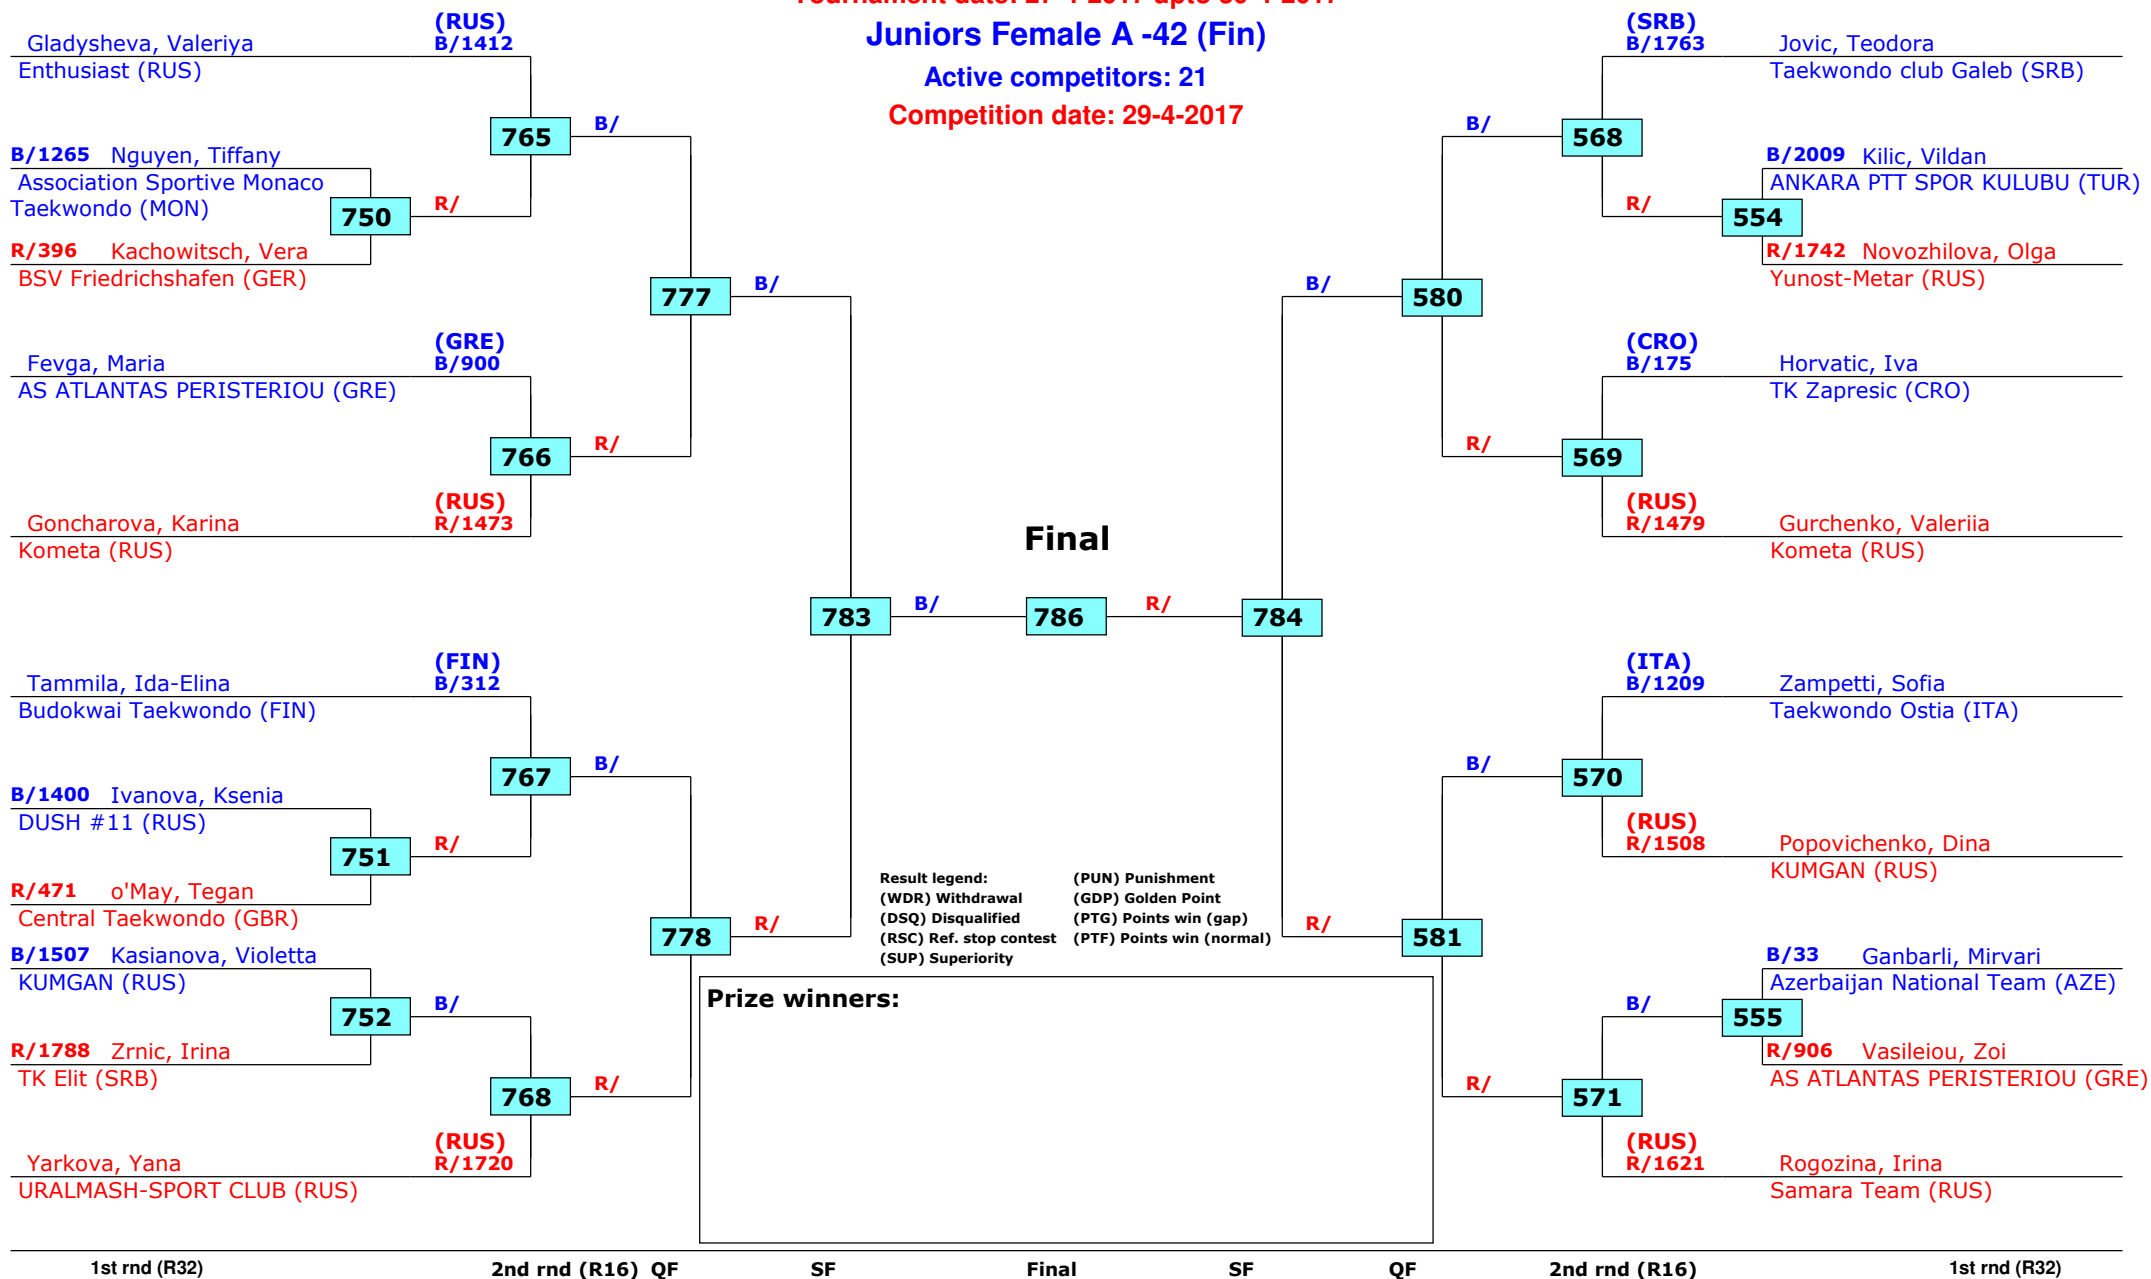 Tournament date: 27-4-2017 upto 30-4-2017
Juniors Female A -42 (Fin)
Active competitors: 21
Competition date: 29-4-2017
(RUS)
Gladysheva, Valeriya B/1412
Enthusiast (RUS)
765
B/
B/1265 Nguyen, Tiffany
Association Sportive Monaco
Taekwondo (MON)
750
R/
R/396 Kachowitsch, Vera
BSV Friedrichshafen (GER)
777
B/
(GRE)
Fevga, Maria B/900
AS ATLANTAS PERISTERIOU (GRE)
766
R/
(RUS)
Goncharova, Karina R/1473
Kometa (RUS)
783
B/
(FIN)
Tammila, Ida-Elina B/312
Budokwai Taekwondo (FIN)
767
B/
B/1400 Ivanova, Ksenia
DUSH #11 (RUS)
751
R/
R/471 o'May, Tegan
Central Taekwondo (GBR)
778
R/
B/1507 Kasianova, Violetta
KUMGAN (RUS)
752
B/
R/1788 Zrnic, Irina
TK Elit (SRB)
768
R/
(RUS)
Yarkova, Yana R/1720
URALMASH-SPORT CLUB (RUS)
Final
786
R/
784
(SRB)
B/1763 Jovic, Teodora
Taekwondo club Galeb (SRB)
B/
568
B/2009 Kilic, Vildan
ANKARA PTT SPOR KULUBU (TUR)
R/
554
R/1742 Novozhilova, Olga
Yunost-Metar (RUS)
B/
580
(CRO)
B/175 Horvatic, Iva
TK Zapresic (CRO)
R/
569
(RUS)
R/1479 Gurchenko, Valeriia
Kometa (RUS)
(ITA)
B/1209 Zampetti, Sofia
Taekwondo Ostia (ITA)
B/
570
(RUS)
R/1508 Popovichenko, Dina
KUMGAN (RUS)
R/
581
B/33 Ganbarli, Mirvari
Azerbaijan National Team (AZE)
B/
555
R/906 Vasileiou, Zoi
AS ATLANTAS PERISTERIOU (GRE)
R/
571
(RUS)
R/1621 Rogozina, Irina
Samara Team (RUS)
Result legend: (PUN) Punishment
(WDR) Withdrawal (GDP) Golden Point
(DSQ) Disqualified (PTG) Points win (gap)
(RSC) Ref. stop contest (PTF) Points win (normal)
(SUP) Superiority
Prize winners:
1st rnd (R32) 2nd rnd (R16) QF SF Final SF QF 2nd rnd (R16) 1st rnd (R32)